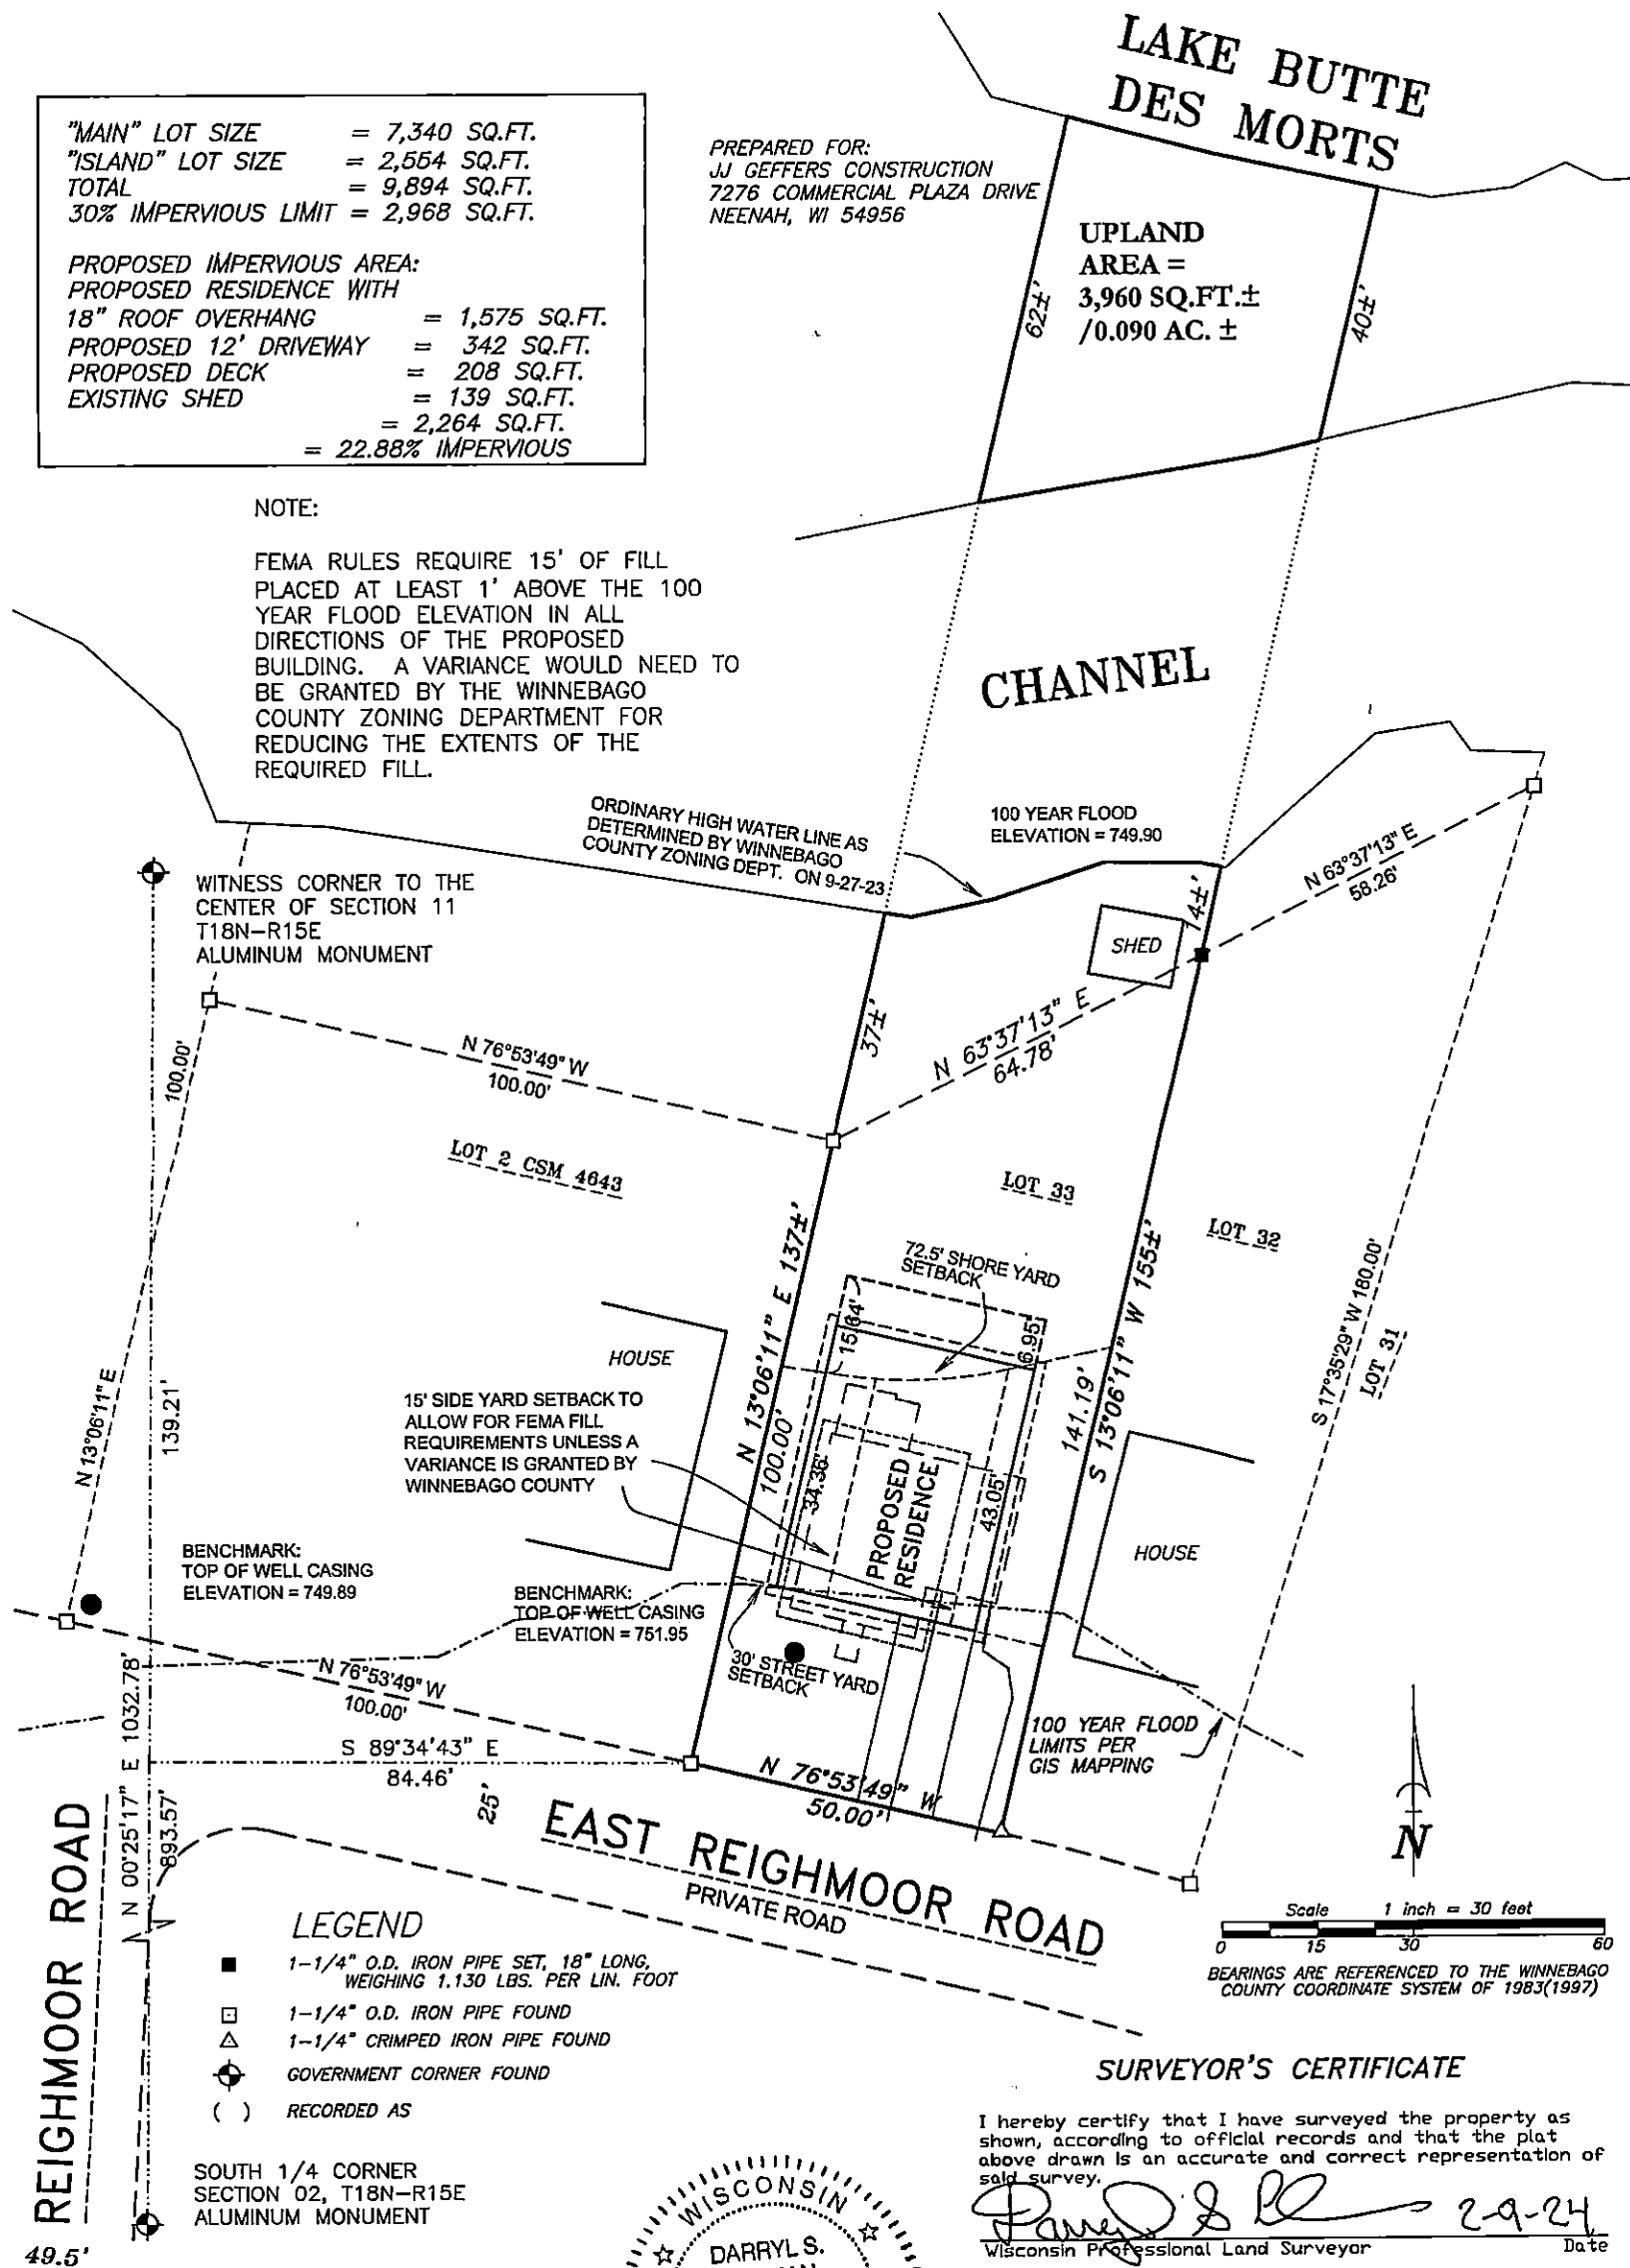 LAKE BUTTE
DES MORTS
"MAIN" LOT SIZE = 7,340 SQ.FT.
"ISLAND" LOT SIZE = 2,554 SQ.FT.
TOTAL = 9,894 SQ.FT.
30% IMPERVIOUS LIMIT = 2,968 SQ.FT.
PROPOSED IMPERVIOUS AREA:
PROPOSED RESIDENCE WITH
18" ROOF OVERHANG = 1,575 SQ.FT.
PROPOSED 12' DRIVEWAY = 342 SQ.FT.
PROPOSED DECK = 208 SQ.FT.
EXISTING SHED = 139 SQ.FT.
= 2,264 SQ.FT.
= 22.88% IMPERVIOUS
PREPARED FOR:
JJ GEFFERS CONSTRUCTION
7276 COMMERCIAL PLAZA DRIVE
NEENAH, WI 54956
UPLAND
AREA =
3,960 SQ.FT.±
/0.090 AC. ±
62±'
40±'
NOTE:
FEMA RULES REQUIRE 15' OF FILL
PLACED AT LEAST 1' ABOVE THE 100
YEAR FLOOD ELEVATION IN ALL
DIRECTIONS OF THE PROPOSED
BUILDING. A VARIANCE WOULD NEED TO
BE GRANTED BY THE WINNEBAGO
COUNTY ZONING DEPARTMENT FOR
REDUCING THE EXTENTS OF THE
REQUIRED FILL.
CHANNEL
ORDINARY HIGH WATER LINE AS
DETERMINED BY WINNEBAGO
COUNTY ZONING DEPT. ON 9-27-23
100 YEAR FLOOD
ELEVATION = 749.90
N 63°37'13" E
58.26'
WITNESS CORNER TO THE
CENTER OF SECTION 11
T18N-R15E
ALUMINUM MONUMENT
14±'
SHED
37±'
N 63°37'13" E
64.78'
N 76°53'49" W
100.00'
100.00'
LOT 2 CSM 4643
LOT 33
LOT 32
LOT 31
N 13°06'11" E 137±'
100.00'
72.5' SHORE YARD
SETBACK
S 13°06'11" W 155±'
141.19'
S 17°35'29" W 180.00'
15.64'
6.95'
HOUSE
15' SIDE YARD SETBACK TO
ALLOW FOR FEMA FILL
REQUIREMENTS UNLESS A
VARIANCE IS GRANTED BY
WINNEBAGO COUNTY
N 13°06'11" E
139.21'
34.36'
PROPOSED
RESIDENCE
43.05'
HOUSE
BENCHMARK:
TOP OF WELL CASING
ELEVATION = 749.89
BENCHMARK:
TOP OF WELL CASING
ELEVATION = 751.95
30' STREET YARD
SETBACK
100 YEAR FLOOD
LIMITS PER
GIS MAPPING
N 76°53'49" W
100.00'
S 89°34'43" E
84.46'
N 00°25'17" E 1032.78'
893.57'
25'
N 76°53'49" W
50.00'
EAST REIGHMOOR ROAD
PRIVATE ROAD
REIGHMOOR ROAD
49.5'
N
Scale 1 inch = 30 feet
0 15 30 60
BEARINGS ARE REFERENCED TO THE WINNEBAGO
COUNTY COORDINATE SYSTEM OF 1983(1997)
LEGEND
1-1/4" O.D. IRON PIPE SET, 18" LONG,
WEIGHING 1.130 LBS. PER LIN. FOOT
1-1/4" O.D. IRON PIPE FOUND
1-1/4" CRIMPED IRON PIPE FOUND
GOVERNMENT CORNER FOUND
( ) RECORDED AS
SOUTH 1/4 CORNER
SECTION 02, T18N-R15E
ALUMINUM MONUMENT
WISCONSIN
DARRYL S.
SURVEYOR'S CERTIFICATE
I hereby certify that I have surveyed the property as
shown, according to official records and that the plat
above drawn is an accurate and correct representation of
said survey.
2-9-24
Wisconsin Professional Land Surveyor Date